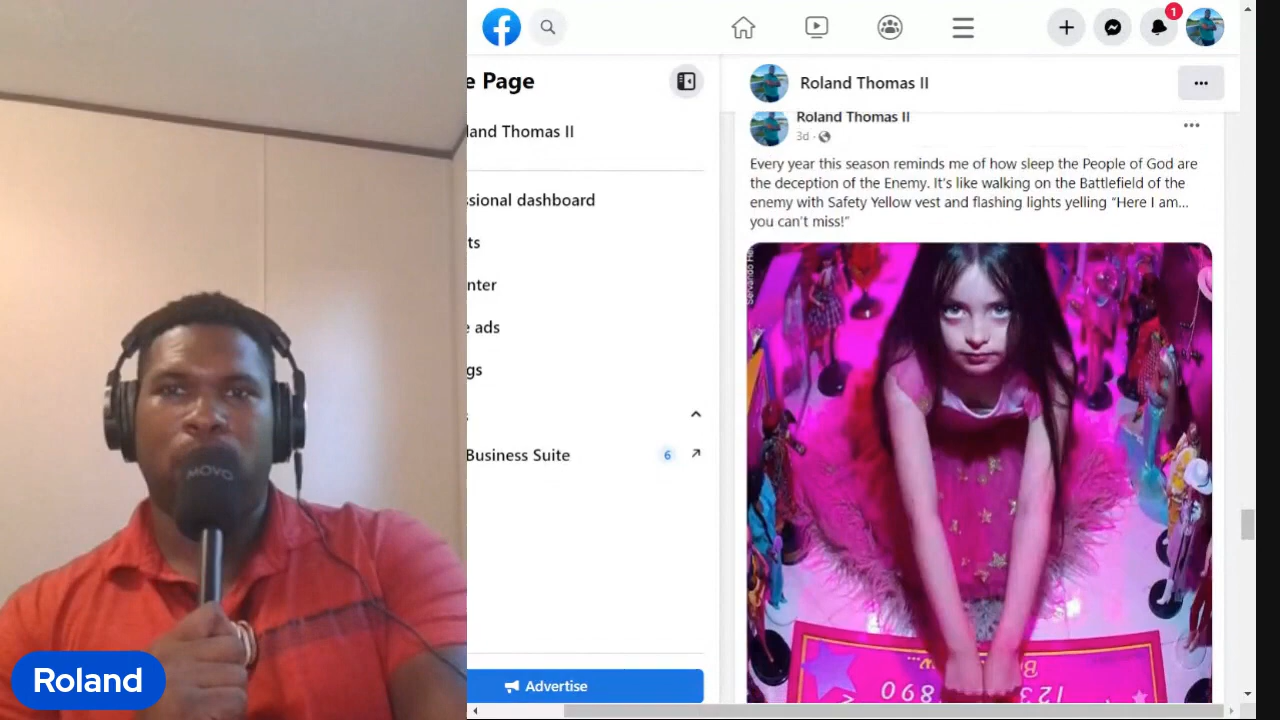 MOVO
Roland
e Page
land Thomas II
ssional dashboard
ts
nter
e ads
gs
Business Suite
6
Advertise
1
Roland Thomas II
Roland Thomas II
3d
Every year this season reminds me of how sleep the People of God are
the deception of the Enemy. It's like walking on the Battlefield of the
enemy with Safety Yellow vest and flashing lights yelling “Here I am...
you can't miss!”